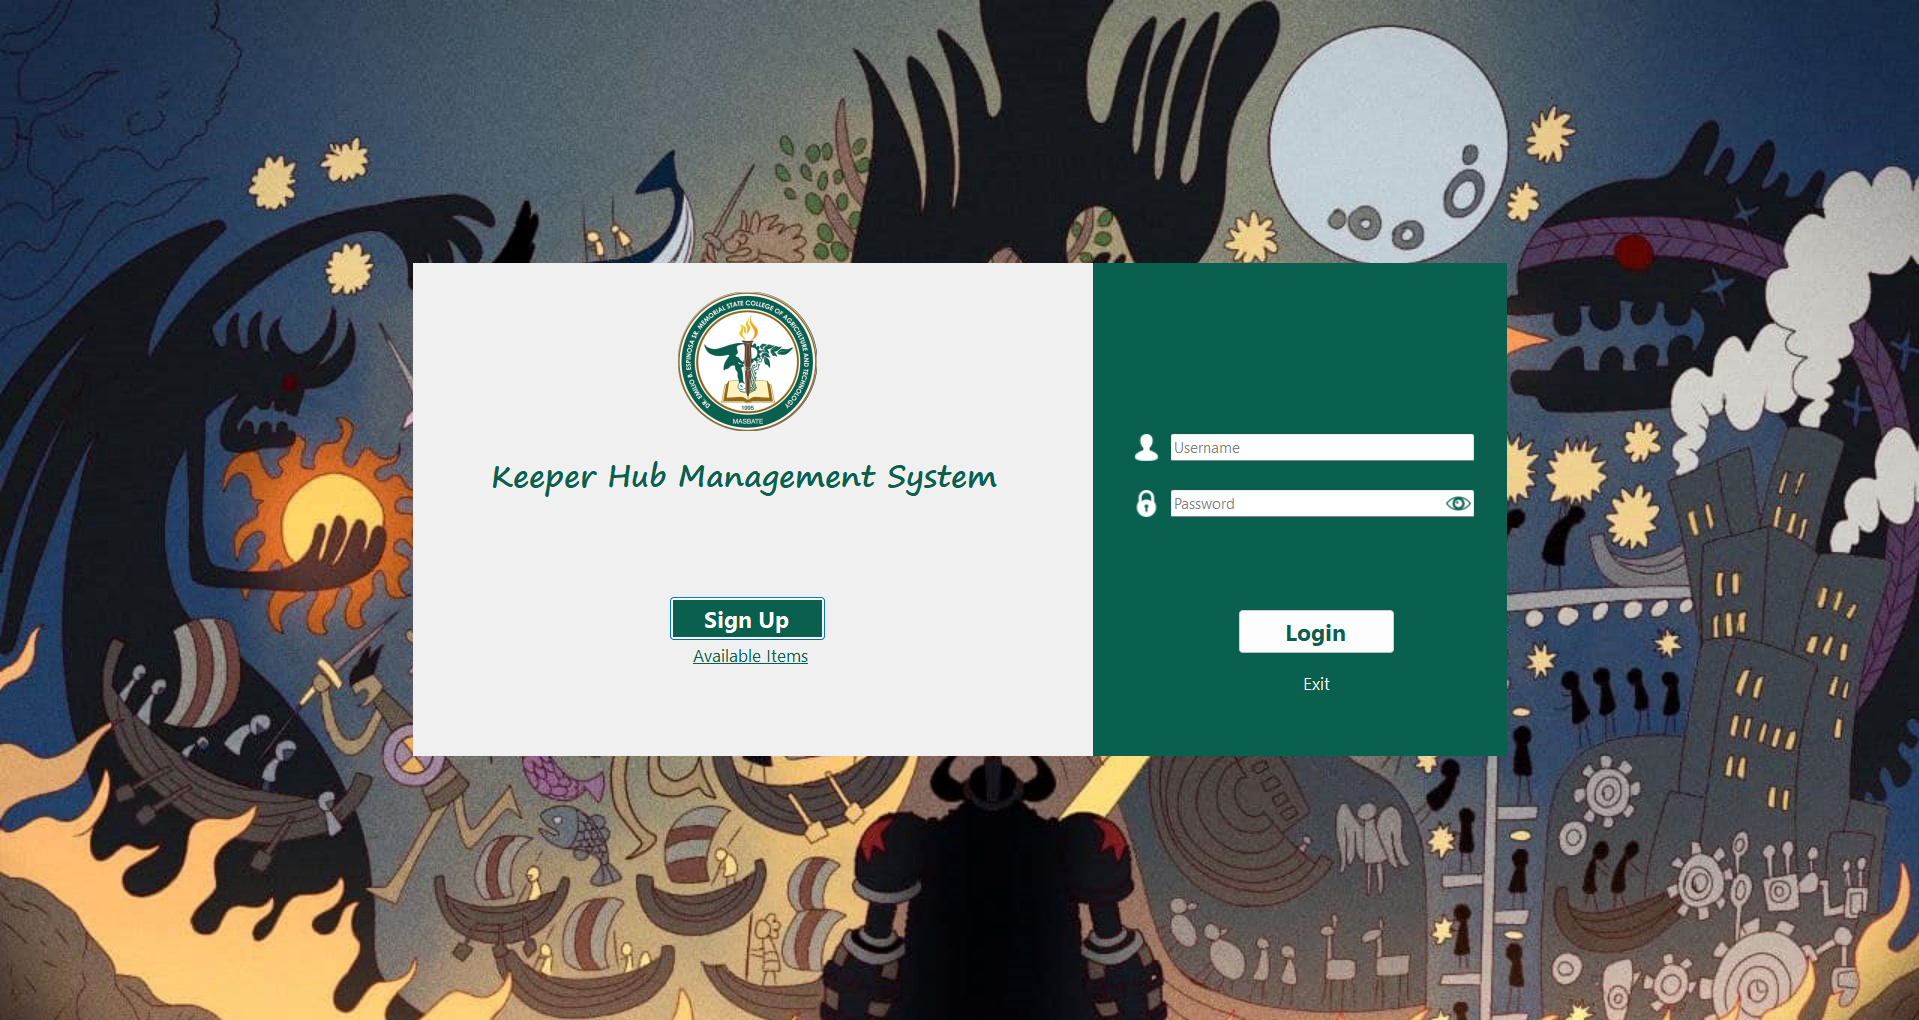 DR. EMILIO B. ESPINOSA SR. MEMORIAL STATE COLLEGE OF AGRICULTURE AND TECHNOLOGY
1995
MASBATE
Keeper Hub Management System
Sign Up
Available Items
Username
Password
Login
Exit